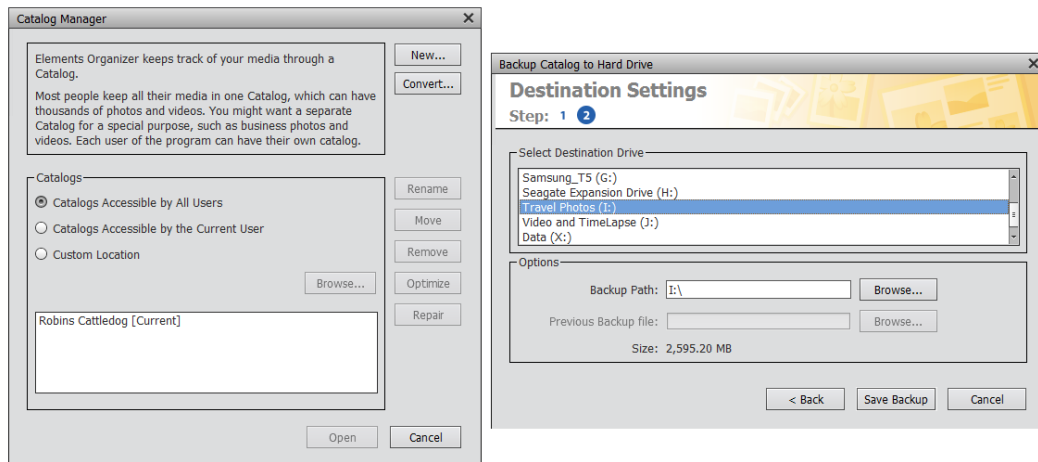 Catalog Manager
Elements Organizer keeps track of your media through a
Catalog.
Most people keep all their media in one Catalog, which can have
thousands of photos and videos. You might want a separate
Catalog for a special purpose, such as business photos and
videos. Each user of the program can have their own catalog.
New...
Convert...
Catalogs
Catalogs Accessible by All Users
Catalogs Accessible by the Current User
Custom Location
Browse...
Rename
Move
Remove
Optimize
Repair
Robins Cattledog [Current]
Open
Cancel
Backup Catalog to Hard Drive
Destination Settings
Step: 1 2
Select Destination Drive
Samsung_T5 (G:)
Seagate Expansion Drive (H:)
Travel Photos (I:)
Video and TimeLapse (J:)
Data (X:)
Options
Backup Path: I:\ Browse...
Previous Backup file: Browse...
Size: 2,595.20 MB
< Back
Save Backup
Cancel